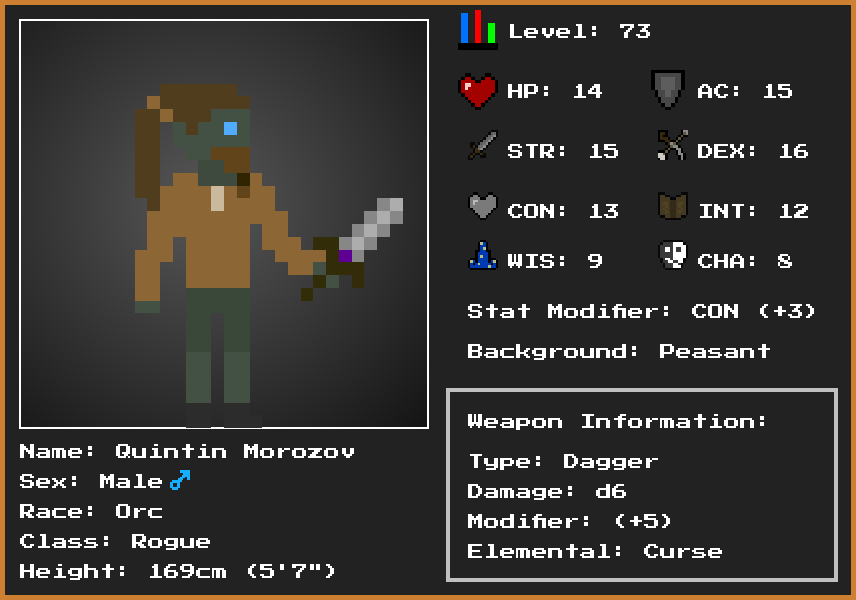 Level: 73
HP: 14 AC: 15
STR: 15 DEX: 16
CON: 13 INT: 12
WIS: 9 CHA: 8
Stat Modifier: CON (+3)
Background: Peasant
Weapon Information:
Type: Dagger
Damage: d6
Modifier: (+5)
Elemental: Curse
Name: Quintin Morozov
Sex: Male♂
Race: Orc
Class: Rogue
Height: 169cm (5'7")